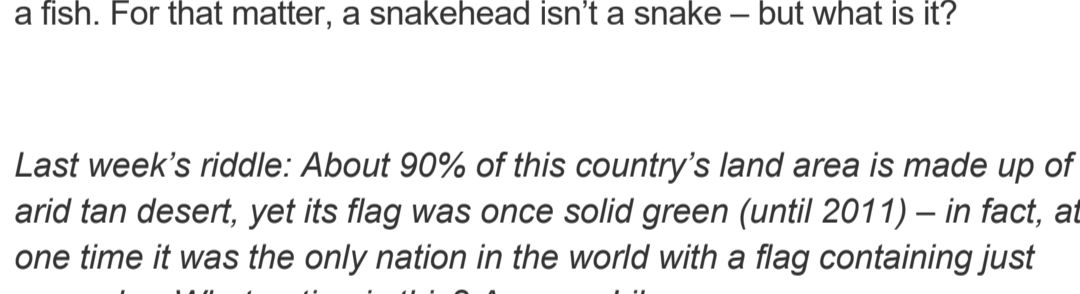 a fish. For that matter, a snakehead isn’t a snake – but what is it?
Last week’s riddle: About 90% of this country’s land area is made up of
arid tan desert, yet its flag was once solid green (until 2011) – in fact, at
one time it was the only nation in the world with a flag containing just